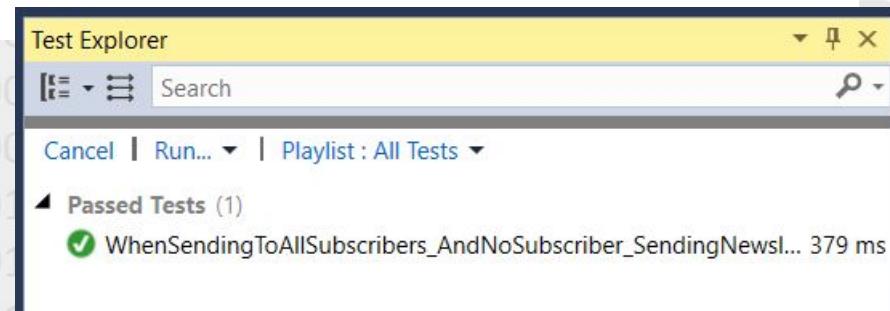 Test Explorer
Search
Cancel | Run... | Playlist : All Tests
Passed Tests (1)
WhenSendingToAllSubscribers_AndNoSubscriber_SendingNewsl... 379 ms